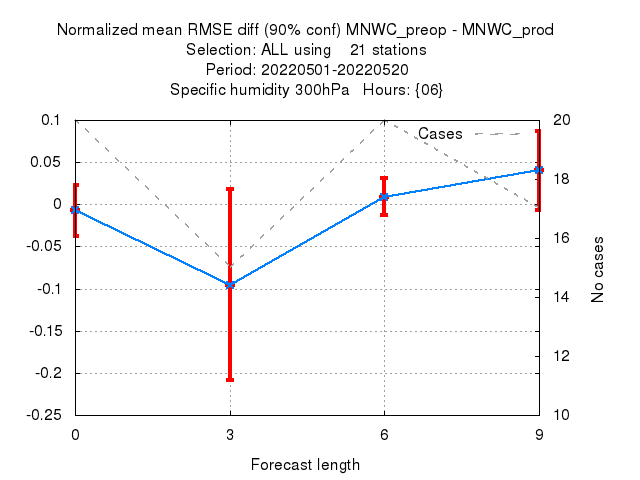 Normalized mean RMSE diff (90% conf) MNWC_preop - MNWC_prod
Selection: ALL using    21 stations
Period: 20220501-20220520
Specific humidity 300hPa   Hours: {06}
Cases
0.1
0.05
0
-0.05
-0.1
-0.15
-0.2
-0.25
20
18
16
14
12
10
No cases
0 3 6 9
Forecast length